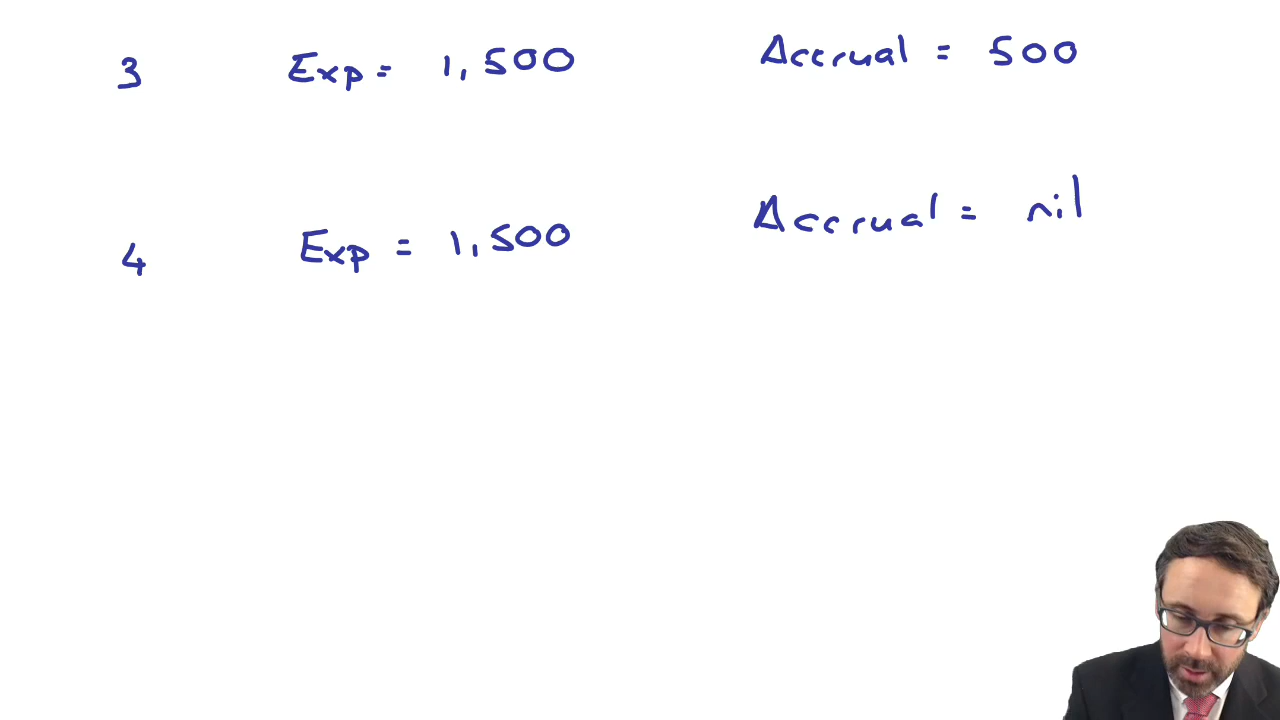 3 Exp = 1,500 Accrual = 500
4 Exp = 1,500 Accrual = nil